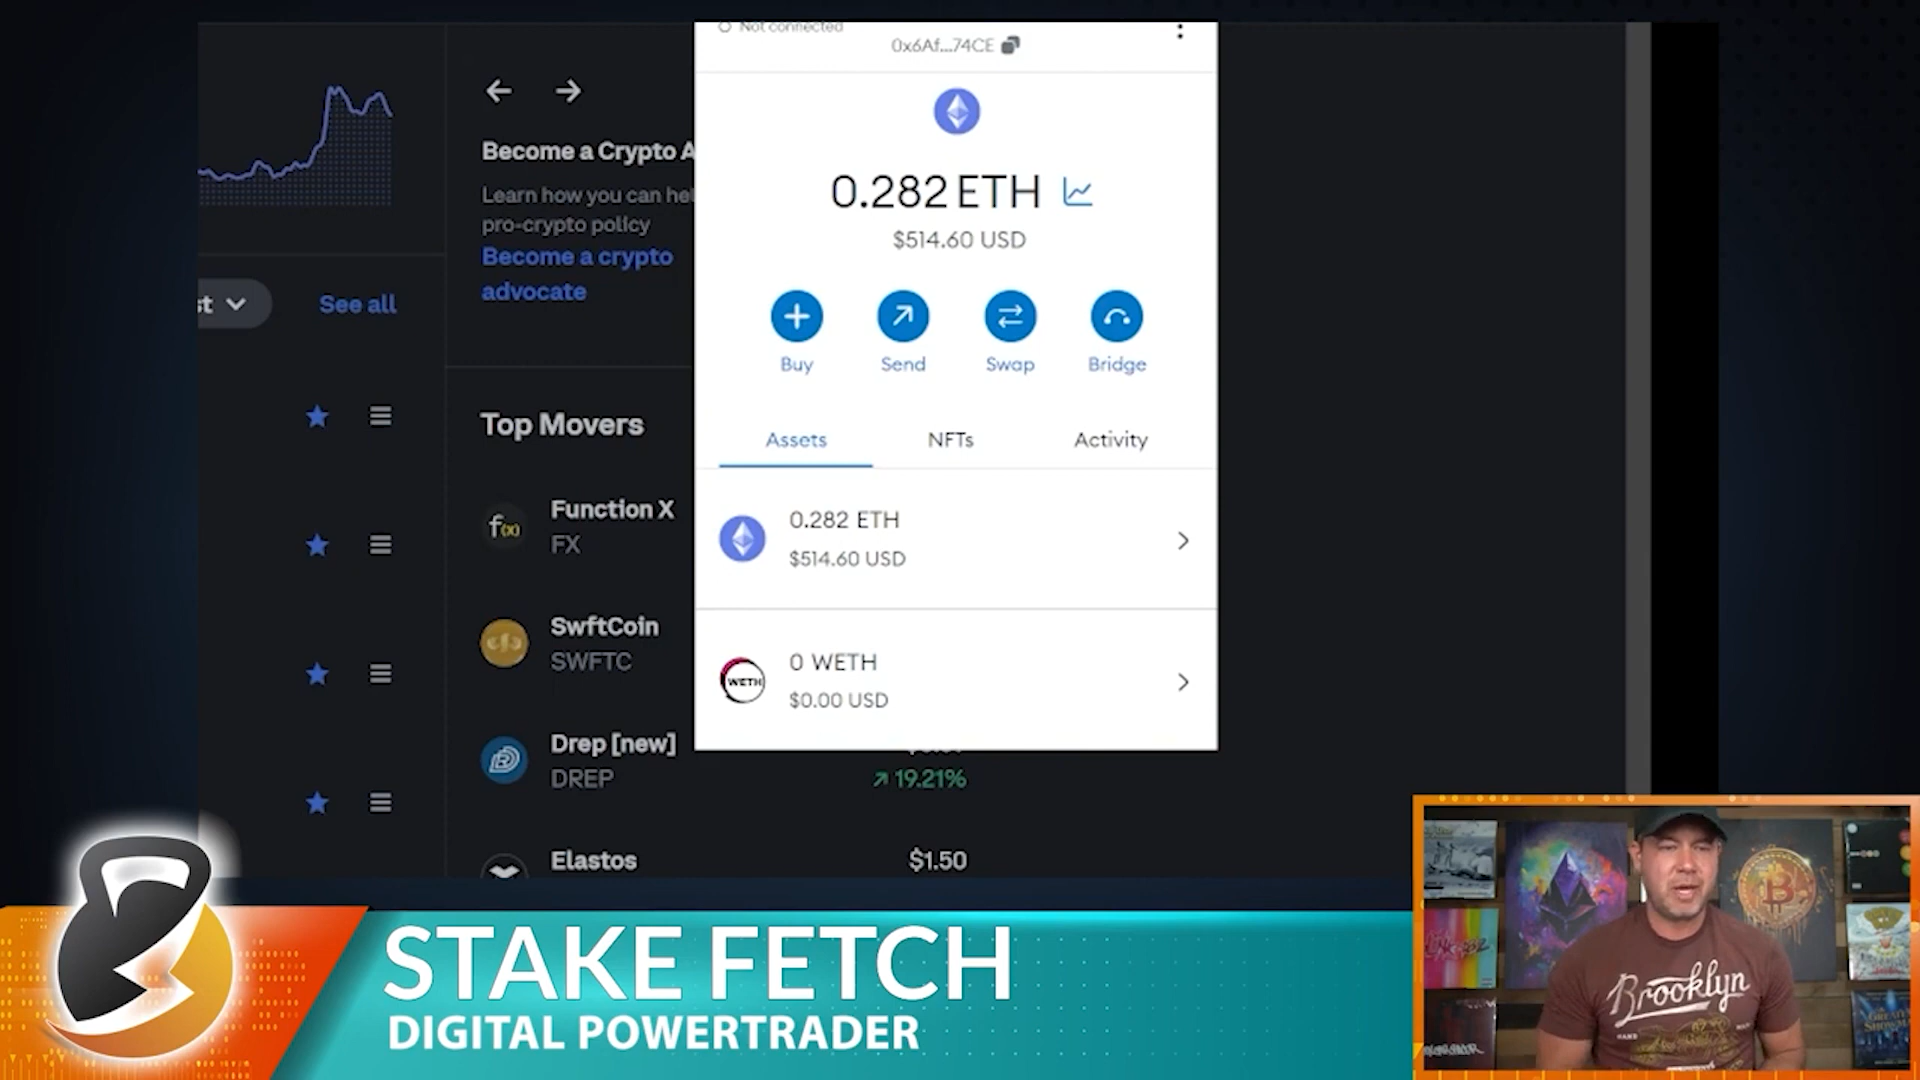 Not connected
0x6Af...74CE
Become a Crypto A
Learn how you can hel
pro-crypto policy
Become a crypto
advocate
0.282 ETH
$514.60 USD
st
See all
Buy
Send
Swap
Bridge
Top Movers
Assets
NFTs
Activity
Function X
FX
0.282 ETH
$514.60 USD
SwftCoin
SWFTC
WETH
0 WETH
$0.00 USD
Drep [new]
DREP
19.21%
Elastos
$1.50
STAKE FETCH
DIGITAL POWERTRADER
Brooklyn
HAND